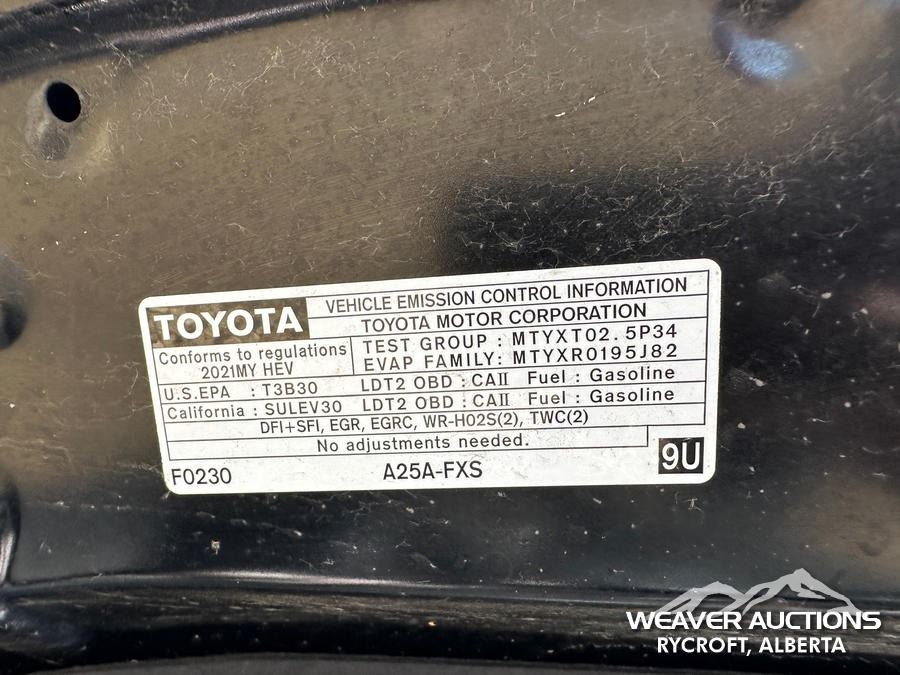 TOYOTA
VEHICLE EMISSION CONTROL INFORMATION
TOYOTA MOTOR CORPORATION
Conforms to regulations
2021MY HEV
TEST GROUP : MTYXT02.5P34
EVAP FAMILY: MTYXR0195J82
U.S.EPA : T3B30 LDT2 OBD : CAII Fuel : Gasoline
California : SULEV30 LDT2 OBD : CAII Fuel : Gasoline
DFI+SFI, EGR, EGRC, WR-HO2S(2), TWC(2)
No adjustments needed.
F0230 A25A-FXS 9U
WEAVER AUCTIONS
RYCROFT, ALBERTA